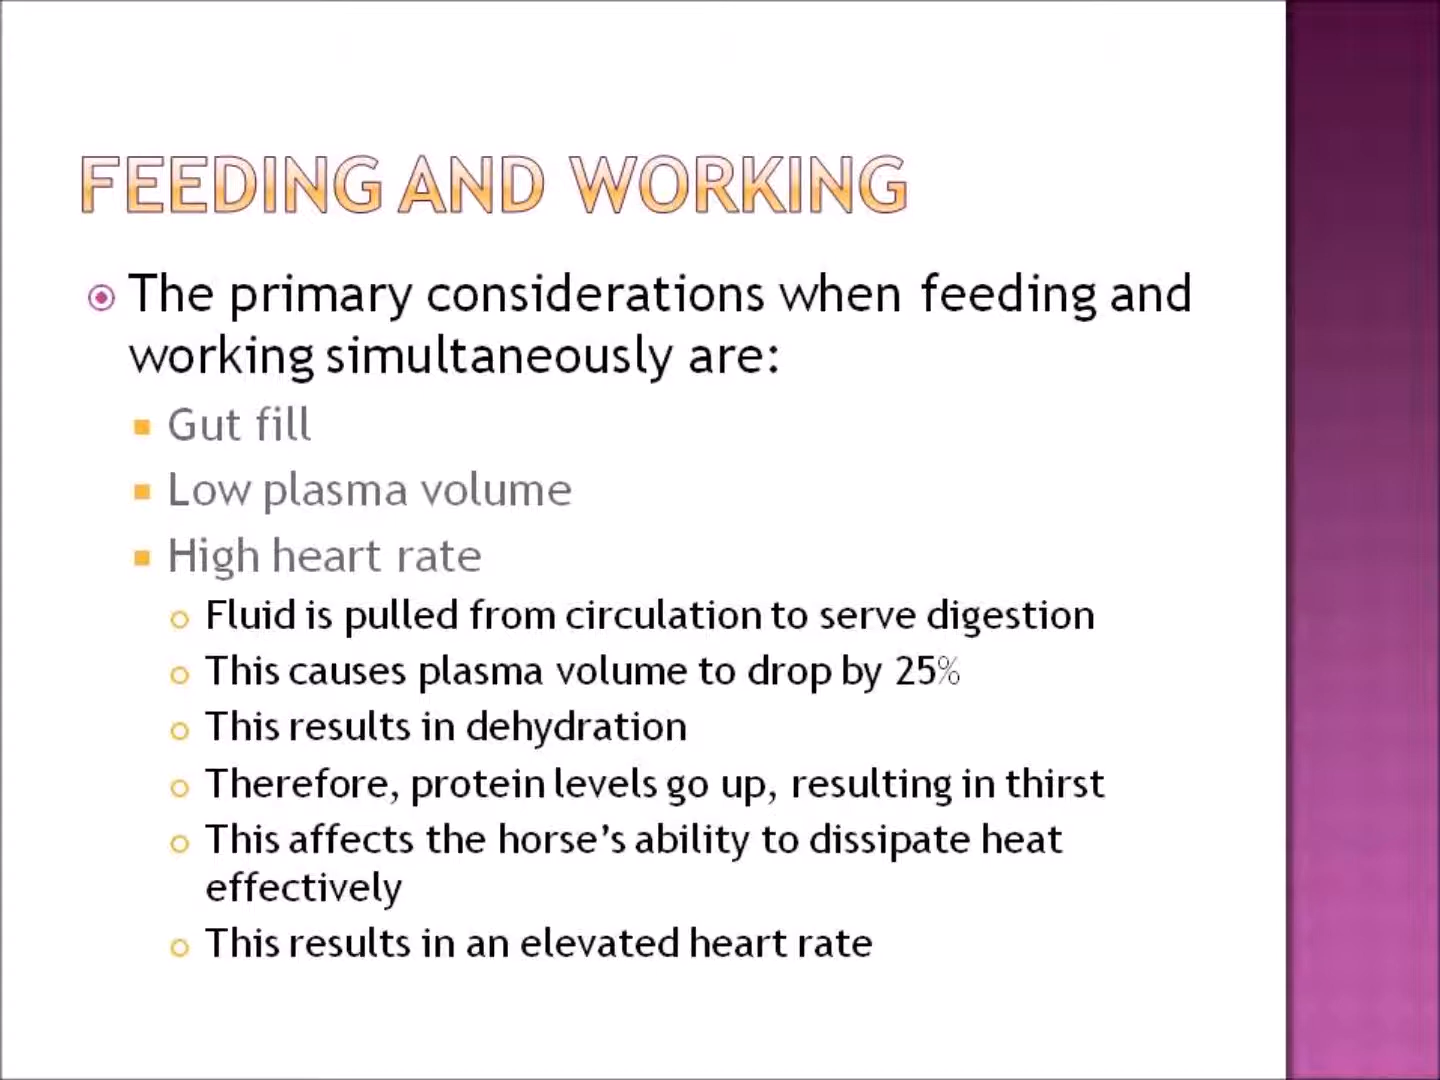 FEEDING AND WORKING
The primary considerations when feeding and
working simultaneously are:
Gut fill
Low plasma volume
High heart rate
Fluid is pulled from circulation to serve digestion
This causes plasma volume to drop by 25%
This results in dehydration
Therefore, protein levels go up, resulting in thirst
This affects the horse’s ability to dissipate heat
effectively
This results in an elevated heart rate